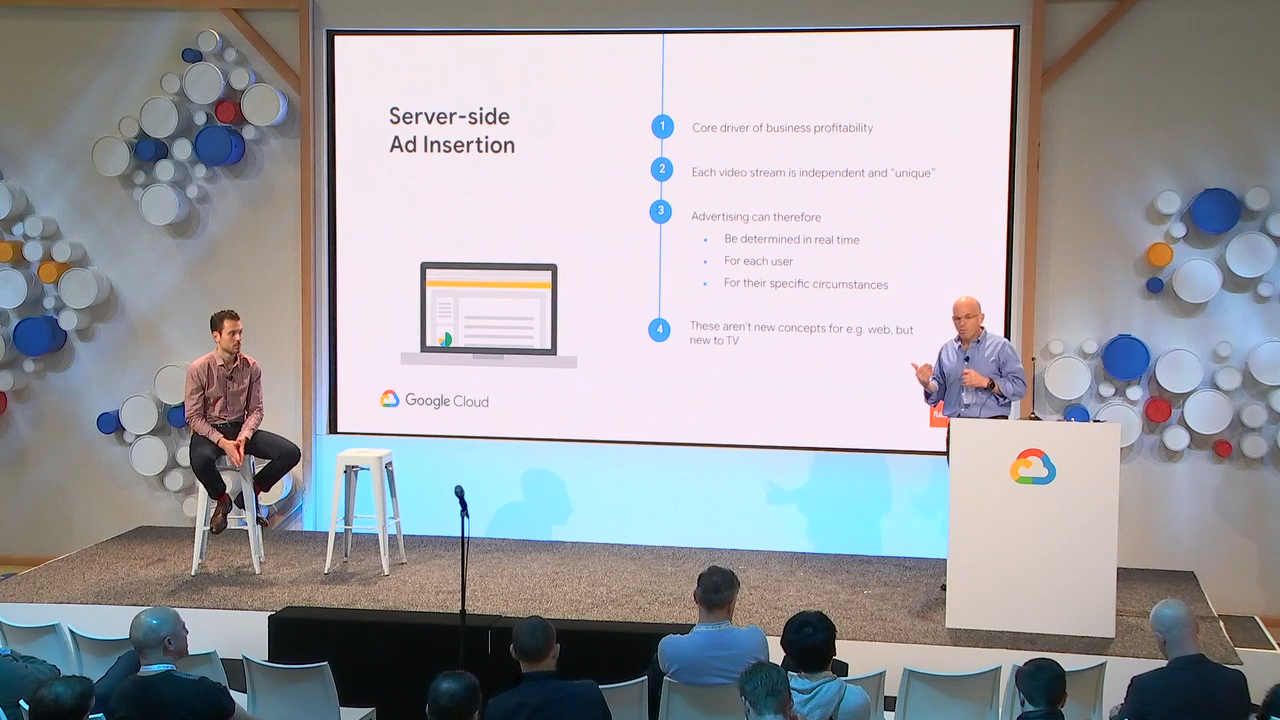 Server-side
Ad Insertion
1 Core driver of business profitability
2 Each video stream is independent and "unique"
3 Advertising can therefore
• Be determined in real time
• For each user
• For their specific circumstances
4 These aren't new concepts for e.g. web, but
new to TV
Google Cloud